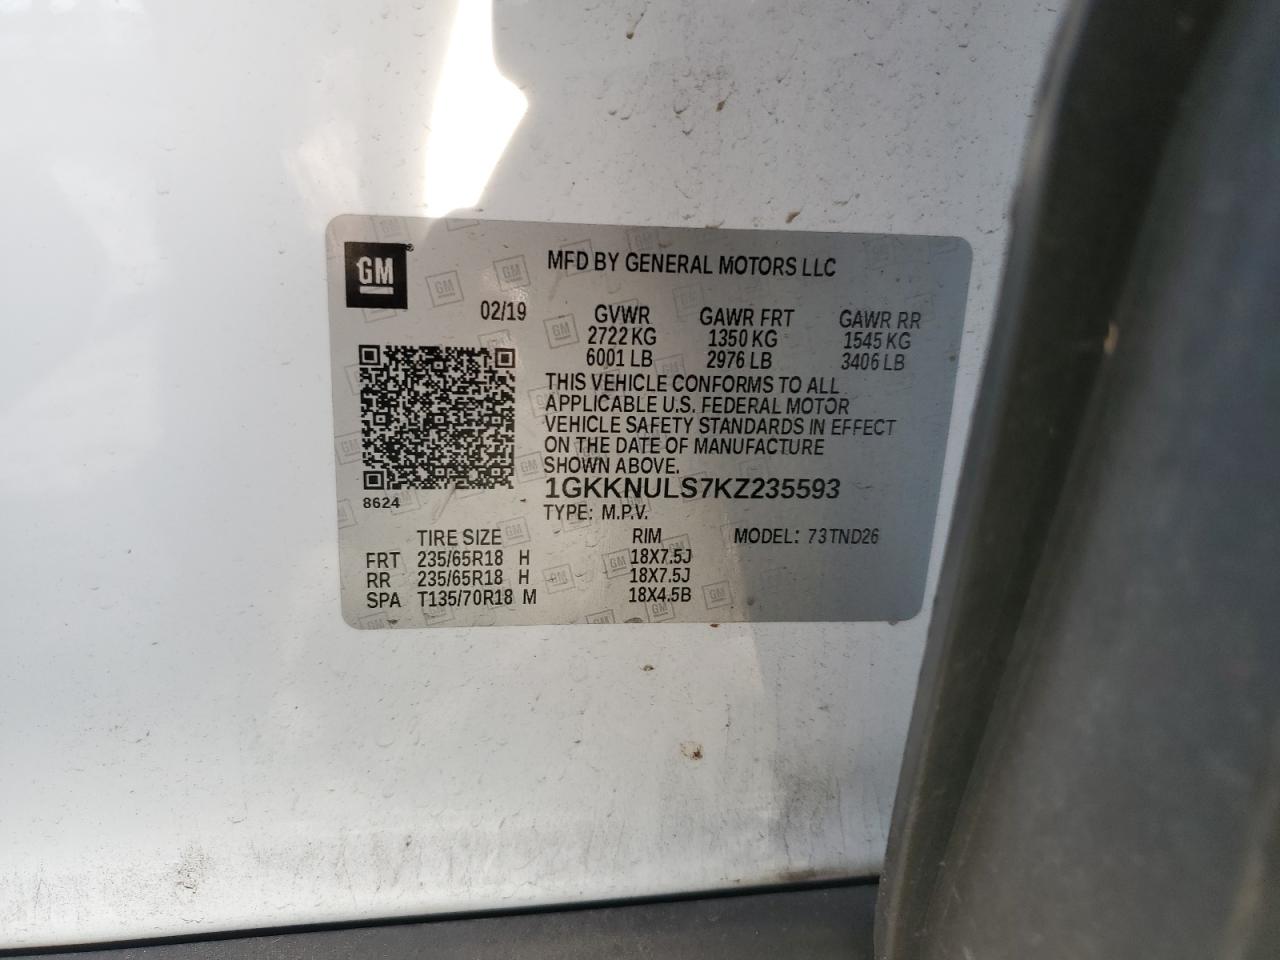 GM
MFD BY GENERAL MOTORS LLC
02/19
GVWR GAWR FRT GAWR RR
2722 KG 1350 KG 1545 KG
6001 LB 2976 LB 3406 LB
THIS VEHICLE CONFORMS TO ALL
APPLICABLE U.S. FEDERAL MOTOR
VEHICLE SAFETY STANDARDS IN EFFECT
ON THE DATE OF MANUFACTURE
SHOWN ABOVE.
1GKKNULS7KZ235593
8624
TYPE: M.P.V.
TIRE SIZE RIM MODEL: 73TND26
FRT 235/65R18 H 18X7.5J
RR 235/65R18 H 18X7.5J
SPA T135/70R18 M 18X4.5B